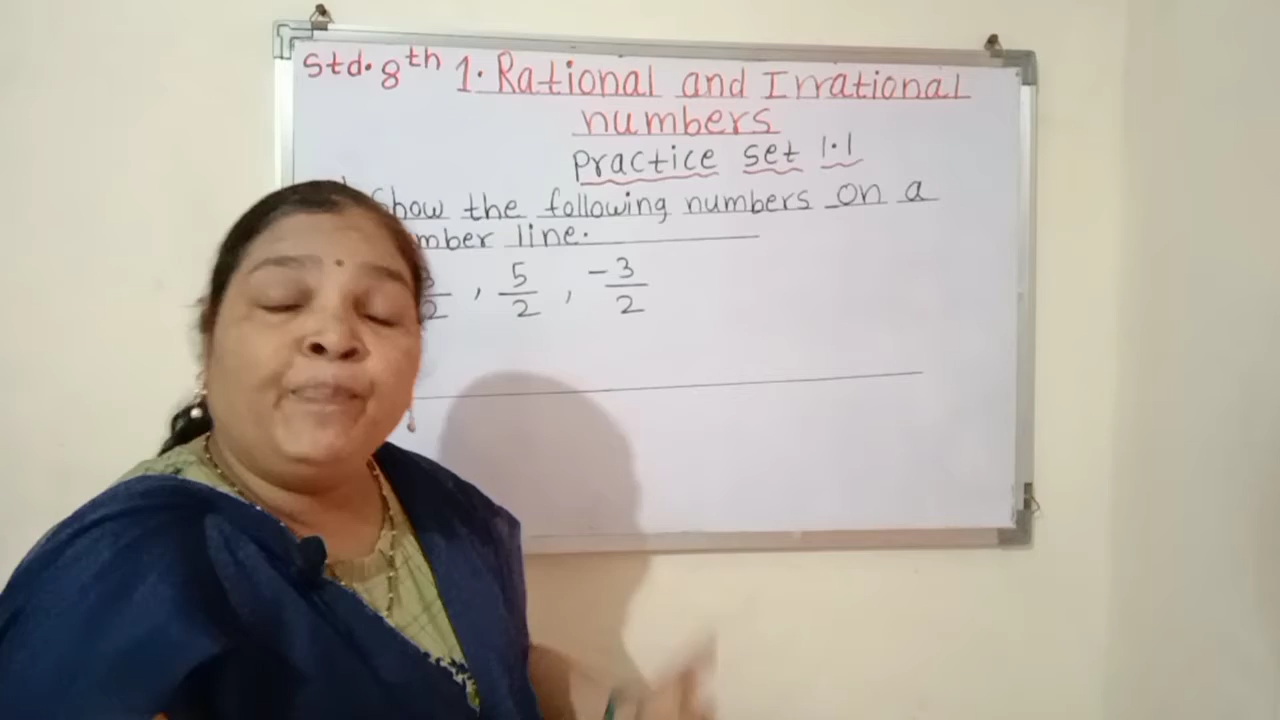 Std. 8th 1. Rational and Irrational
numbers
Practice set 1.1
Show the following numbers on a
line.
, 5/2 , -3/2